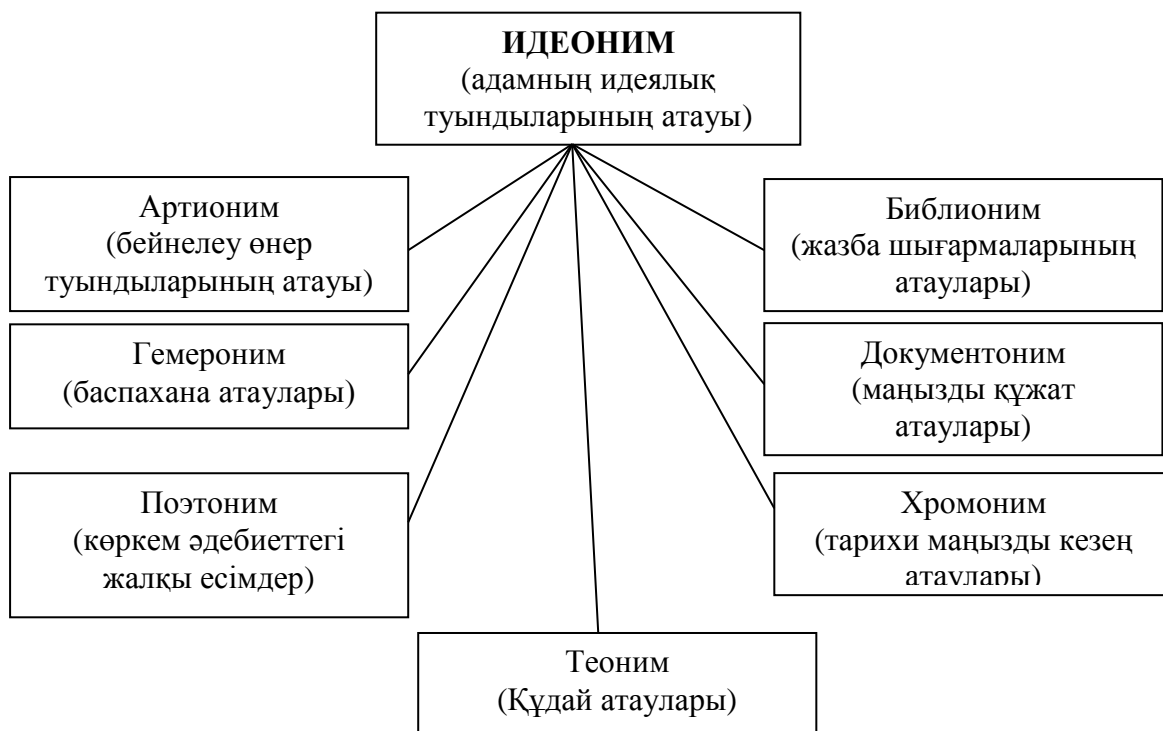 ИДЕОНИМ
(адамның идеялық
туындыларының атауы)
Артионим
(бейнелеу өнер
туындыларының атауы)
Библионим
(жазба шығармаларының
атаулары)
Гемероним
(баспахана атаулары)
Документоним
(маңызды құжат
атаулары)
Поэтоним
(көркем әдебиеттегі
жалқы есімдер)
Хромоним
(тарихи маңызды кезең
атаулары)
Теоним
(Құдай атаулары)